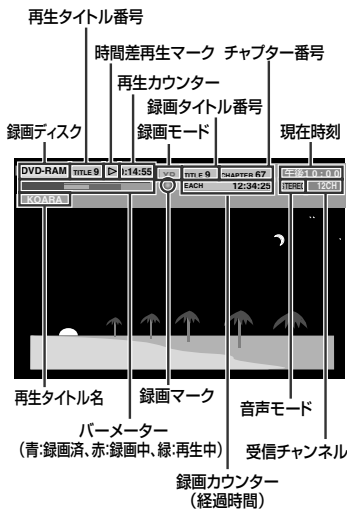 再生タイトル番号
時間差再生マーク チャプター番号
再生カウンター
録画タイトル番号
録画ディスク 録画モード 現在時刻
DVD-RAM TITLE 9 0:14:55 XP TITLE 9 CHAPTER 67 午後10:00
EACH 12:34:25 STEREO 12CH
KOARA
再生タイトル名 録画マーク 音声モード
バーメーター
(青:録画済、赤:録画中、緑:再生中) 受信チャンネル
録画カウンター
(経過時間)